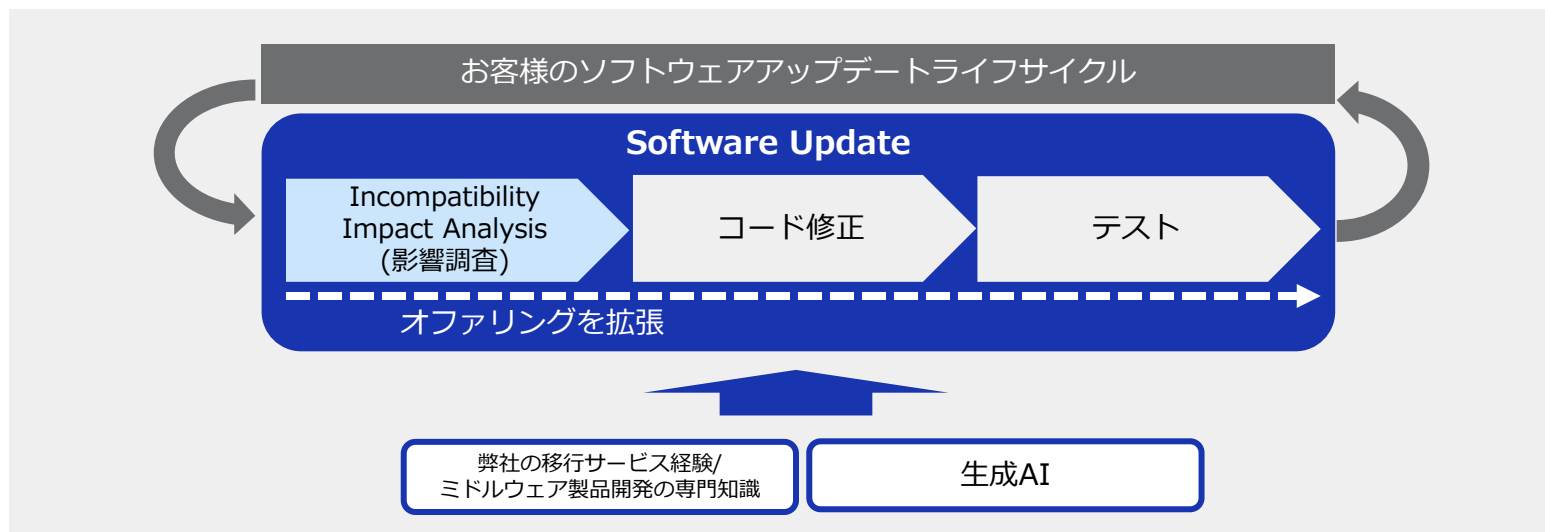 お客様のソフトウェアアップデートライフサイクル
Software Update
Incompatibility
Impact Analysis
(影響調査)
コード修正
テスト
オファリングを拡張
弊社の移行サービス経験/
ミドルウェア製品開発の専門知識
生成AI